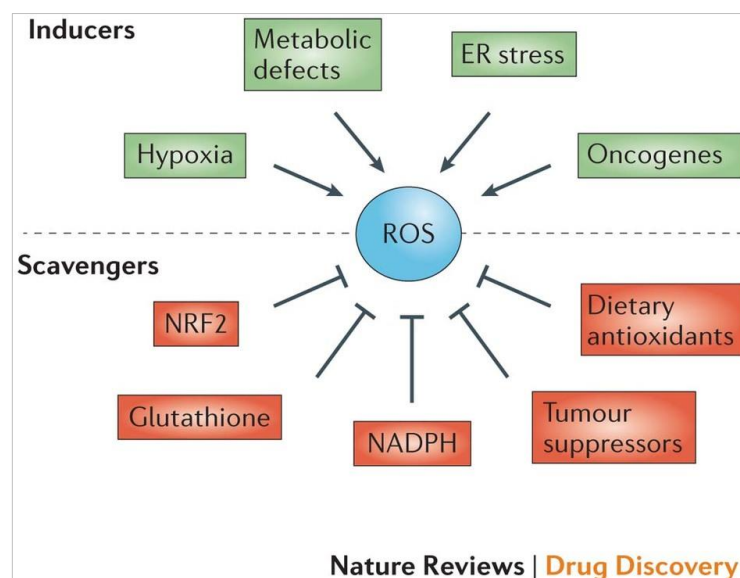 Inducers
Metabolic
defects
ER stress
Hypoxia
Oncogenes
ROS
Scavengers
NRF2
Dietary
antioxidants
Glutathione
NADPH
Tumour
suppressors
Nature Reviews | Drug Discovery